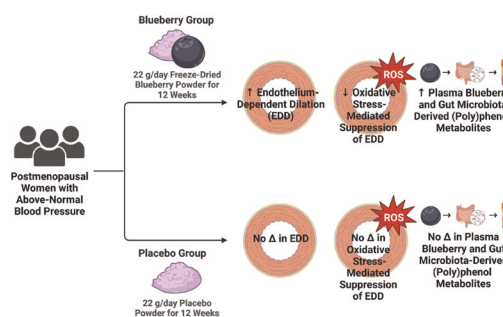 Blueberry Group
22 g/day Freeze-Dried
Blueberry Powder for 12
Weeks
↑ Endothelium-
Dependent Dilation
(EDD)
↓ Oxidative
Stress-
Mediated
Suppression
of EDD
ROS
↑ Plasma Blueberry
and Gut Microbiota-
Derived (Poly)phenol
Metabolites
Postmenopausal
Women with
Above-Normal
Blood Pressure
Placebo Group
22 g/day Placebo
Powder for 12 Weeks
No Δ in EDD
No Δ in
Oxidative
Stress-
Mediated
Suppression
of EDD
ROS
No Δ in Plasma
Blueberry and Gut
Microbiota-Derived
(Poly)phenol
Metabolites